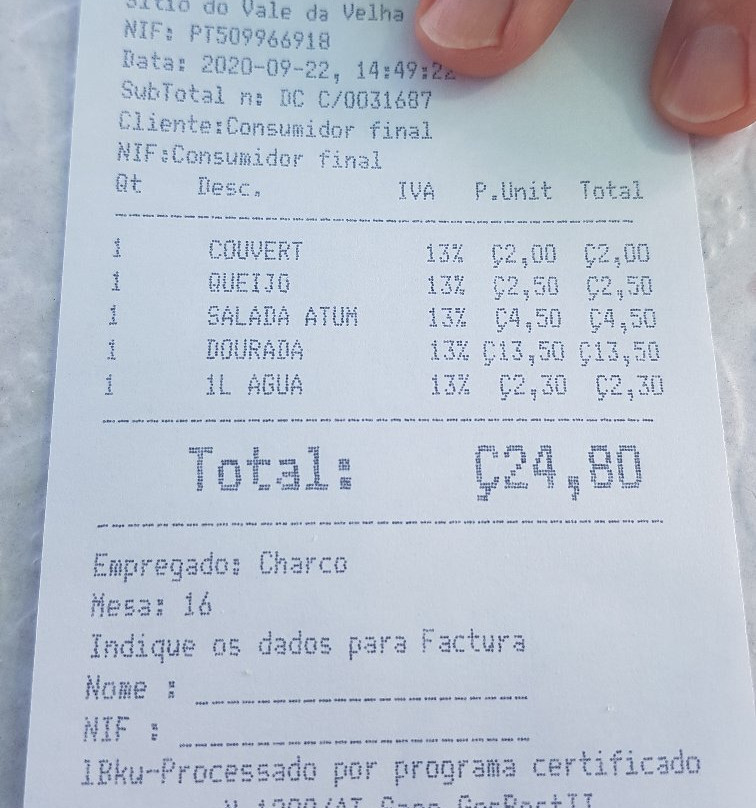 Sítio do Vale da Velha
NIF: PT509966918
Data: 2020-09-22, 14:49:22
SubTotal n: DC C/0031687
Cliente:Consumidor final
NIF:Consumidor final
Qt Desc. IVA P.Unit Total
1 COUVERT 13% Ç2,00 Ç2,00
1 QUEIJO 13% Ç2,50 Ç2,50
1 SALADA ATUM 13% Ç4,50 Ç4,50
1 DOURADA 13% Ç13,50 Ç13,50
1 1L AGUA 13% Ç2,30 Ç2,30
Total: Ç24,80
Empregado: Charco
Mesa: 16
Indique os dados para Factura
Nome :
NIF :
lBku-Processado por programa certificado